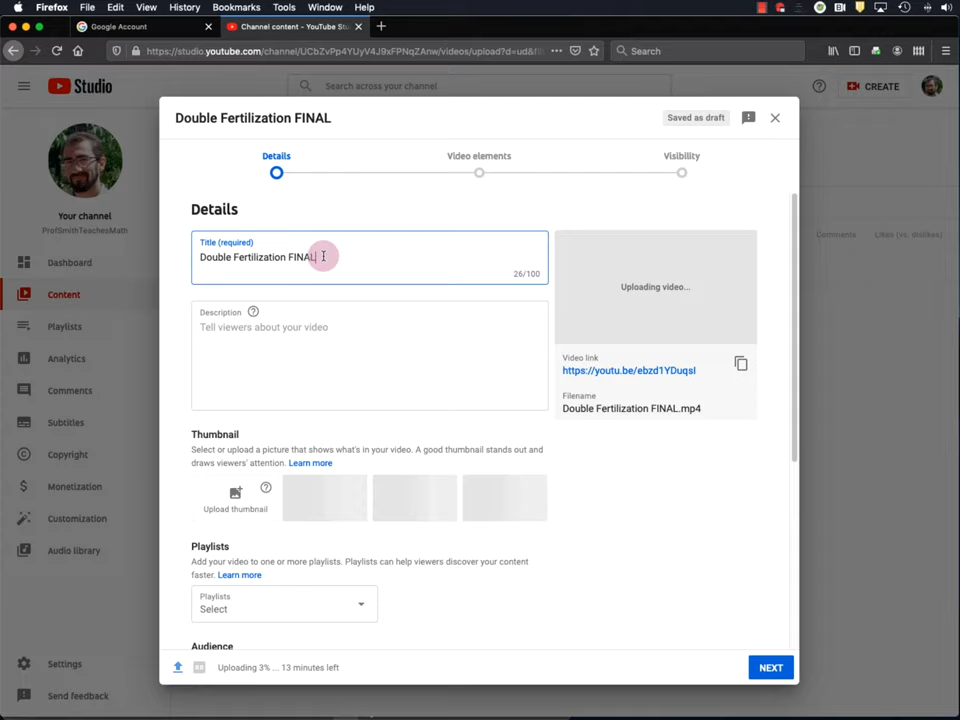 Firefox File Edit View History Bookmarks Tools Window Help
Google Account
Channel content - YouTube Stu
https://studio.youtube.com/channel/UCbZvPp4YUyV4J9xFPNqZAnw/videos/upload?d=ud&fil
Search
Studio
Search across your channel
CREATE
Double Fertilization FINAL
Saved as draft
Details
Video elements
Visibility
Your channel
ProfSmithTeachesMath
Dashboard
Content
Playlists
Analytics
Comments
Subtitles
Copyright
Monetization
Customization
Audio library
Settings
Send feedback
Details
Title (required)
Double Fertilization FINAL
26/100
Description
Tell viewers about your video
Uploading video...
Video link
https://youtu.be/ebzd1YDuqsI
Filename
Double Fertilization FINAL.mp4
Comments Likes (vs. dislikes)
Thumbnail
Select or upload a picture that shows what's in your video. A good thumbnail stands out and
draws viewers' attention. Learn more
Upload thumbnail
Playlists
Add your video to one or more playlists. Playlists can help viewers discover your content
faster. Learn more
Playlists
Select
Audience
Uploading 3% ... 13 minutes left
NEXT